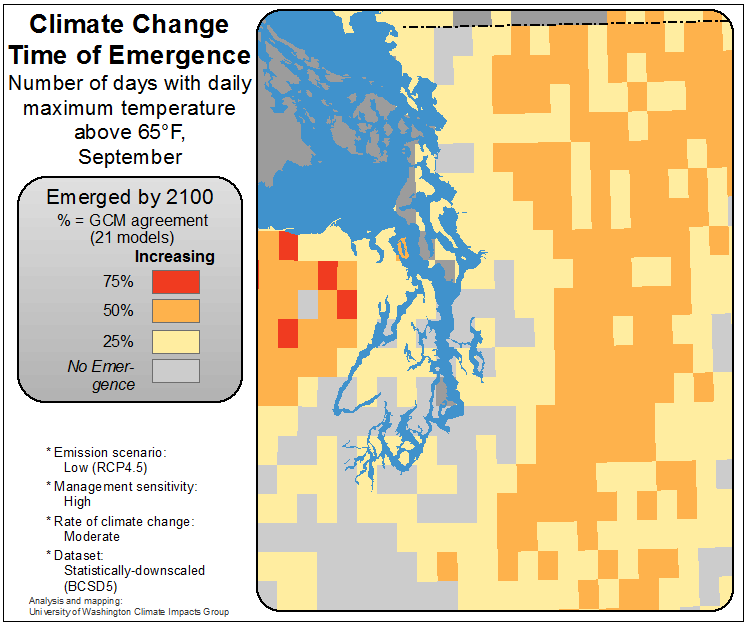 Climate Change
Time of Emergence
Number of days with daily
maximum temperature
above 65°F,
September
Emerged by 2100
% = GCM agreement
(21 models)
Increasing
75%
50%
25%
No Emer-
gence
* Emission scenario:
Low (RCP4.5)
* Management sensitivity:
High
* Rate of climate change:
Moderate
* Dataset:
Statistically-downscaled
(BCSD5)
Analysis and mapping:
University of Washington Climate Impacts Group